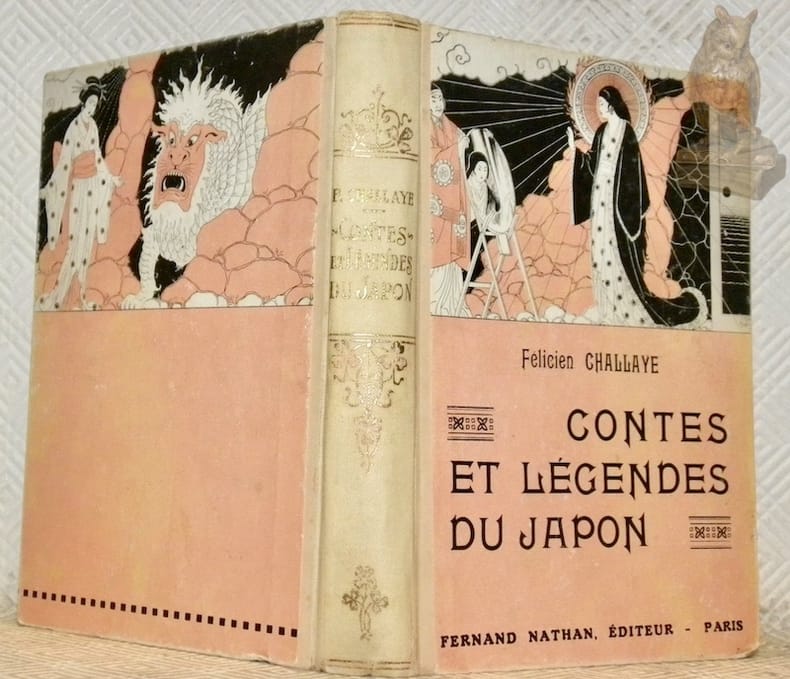 F. CHALLAYE
CONTES
ET LÉGENDES
DU JAPON
Félicien CHALLAYE
CONTES
ET LÉGENDES
DU JAPON
FERNAND NATHAN, ÉDITEUR - PARIS